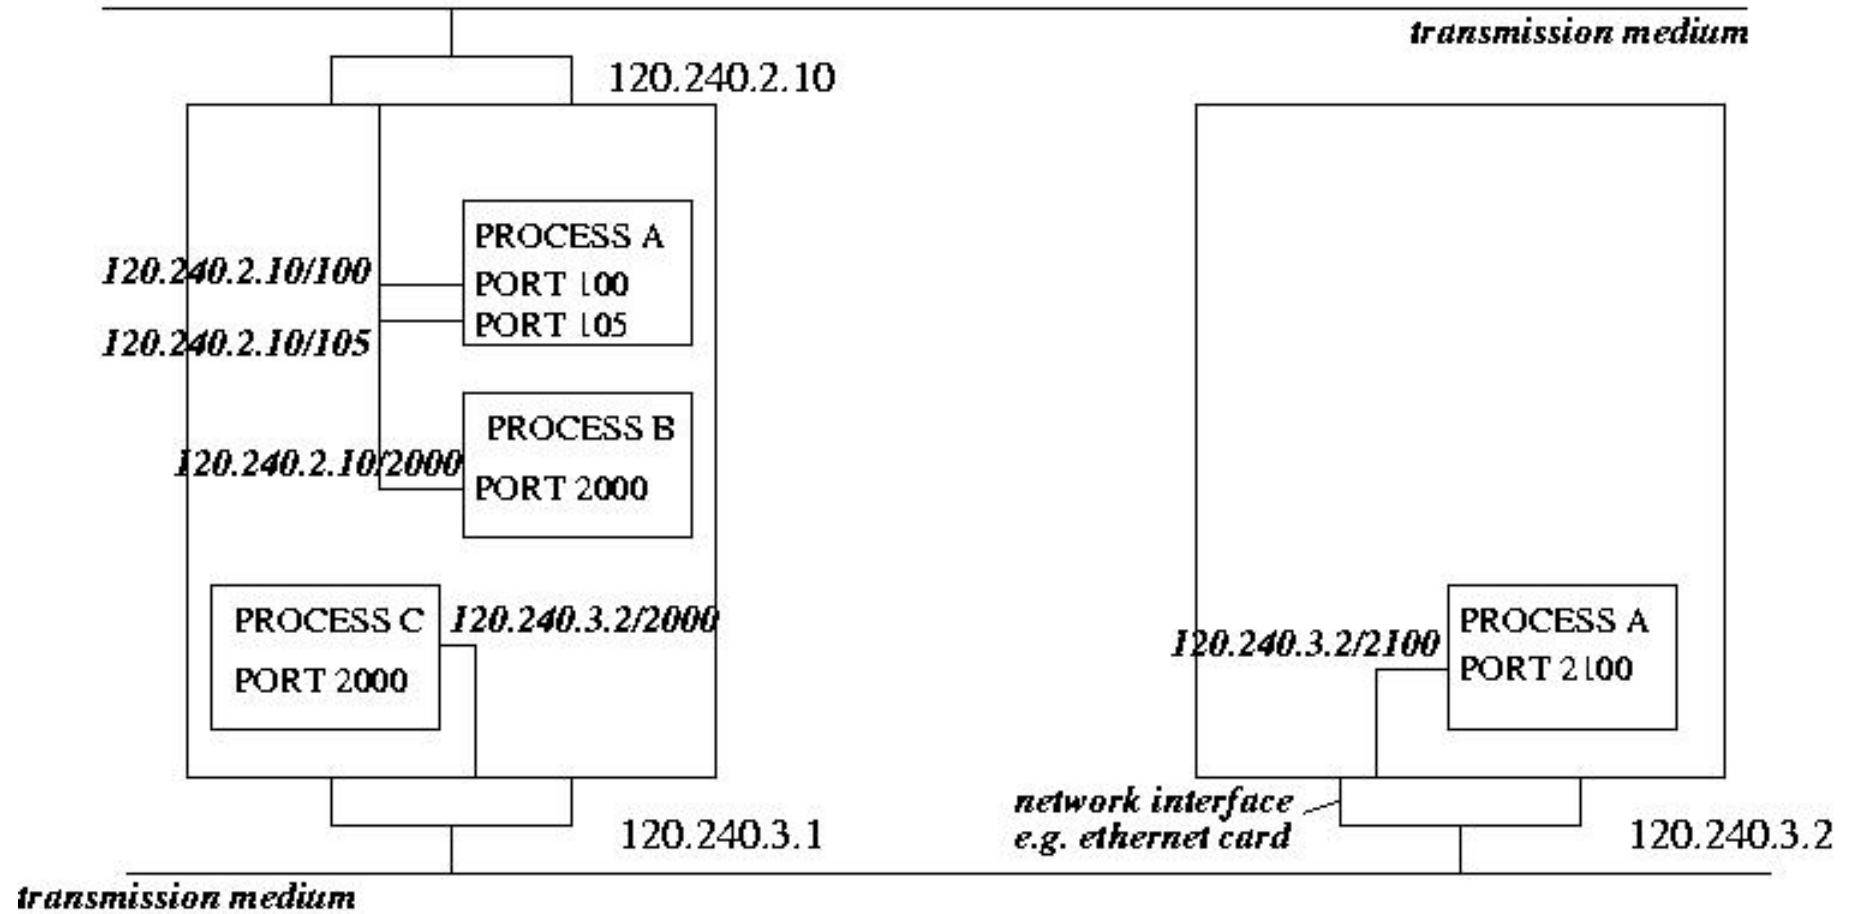 transmission medium
120.240.2.10
PROCESS A
120.240.2.10/100
PORT 100
PORT 105
120.240.2.10/105
PROCESS B
120.240.2.10/2000
PORT 2000
PROCESS C
120.240.3.2/2000
PORT 2000
PROCESS A
120.240.3.2/2100
PORT 2100
network interface
e.g. ethernet card
120.240.3.1
120.240.3.2
transmission medium